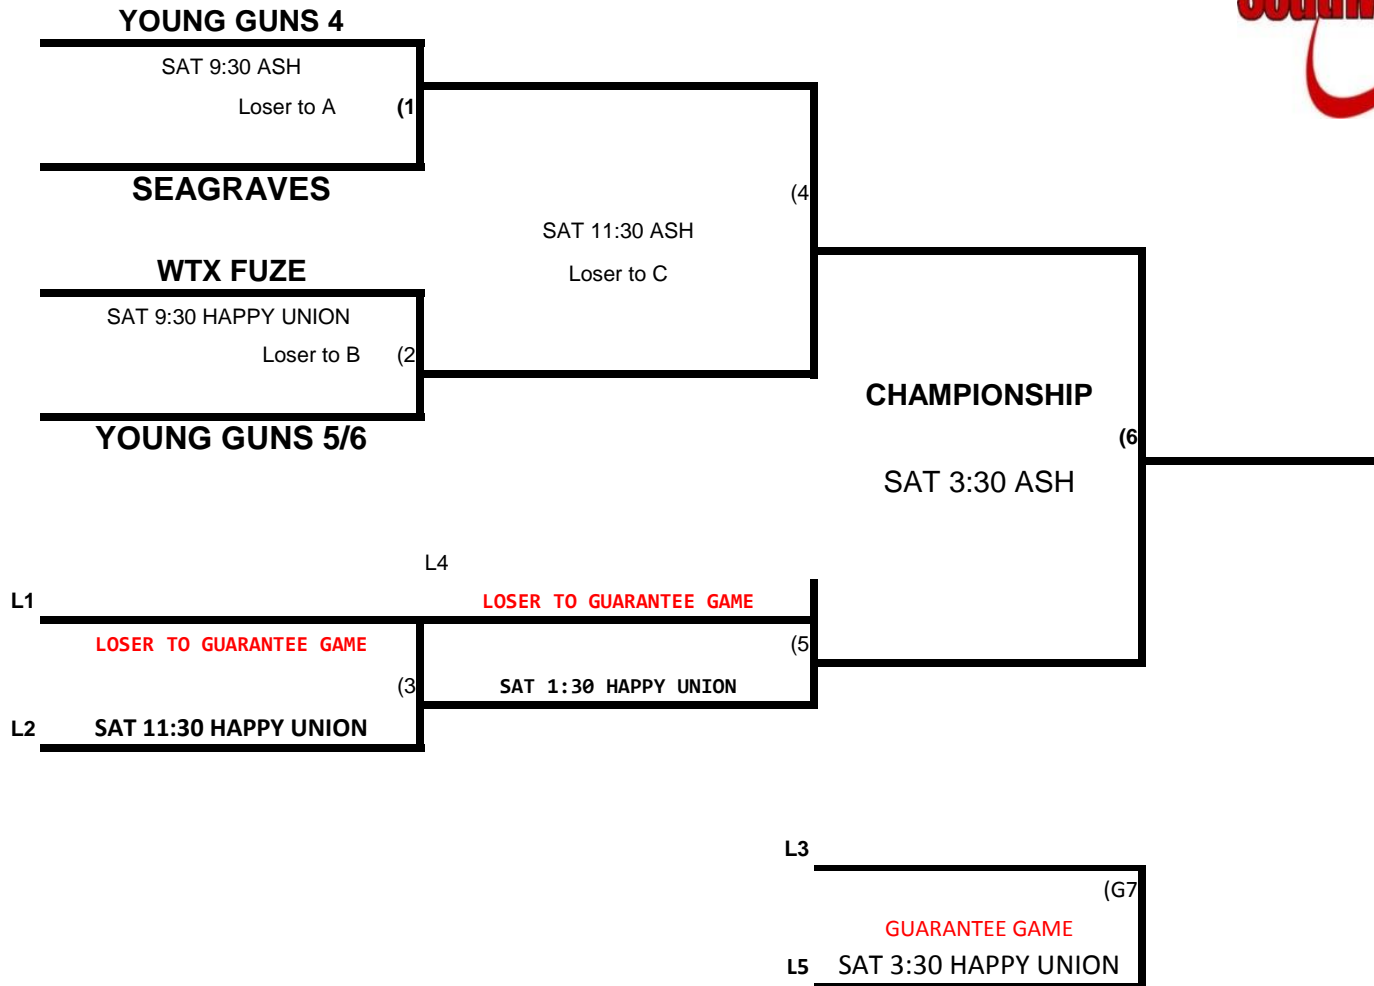 YOUNG GUNS 4
SAT 9:30 ASH
Loser to A (1
SEAGRAVES
(4
SAT 11:30 ASH
WTX FUZE
Loser to C
SAT 9:30 HAPPY UNION
Loser to B (2
CHAMPIONSHIP
YOUNG GUNS 5/6
(6
SAT 3:30 ASH
L4
L1
LOSER TO GUARANTEE GAME
LOSER TO GUARANTEE GAME
(5
(3
SAT 1:30 HAPPY UNION
L2 SAT 11:30 HAPPY UNION
L3
(G7
GUARANTEE GAME
L5 SAT 3:30 HAPPY UNION